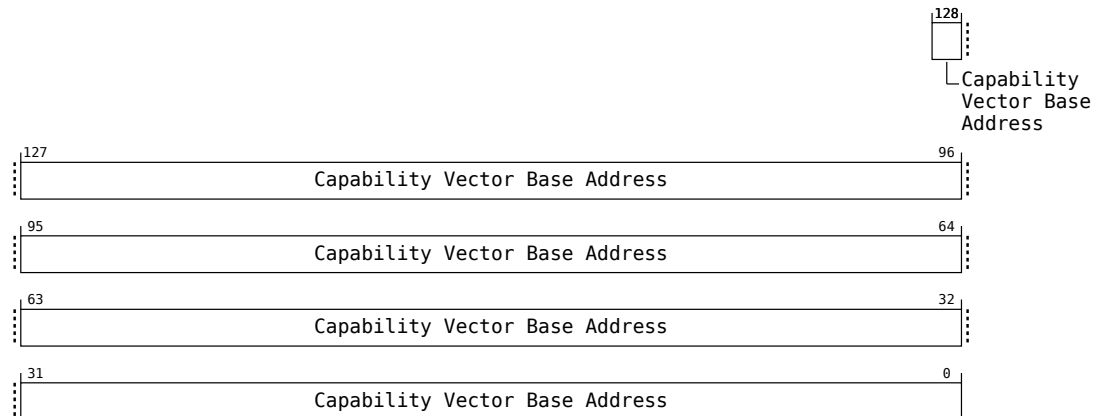 128
Capability
Vector Base
Address
127 96
Capability Vector Base Address
95 64
Capability Vector Base Address
63 32
Capability Vector Base Address
31 0
Capability Vector Base Address